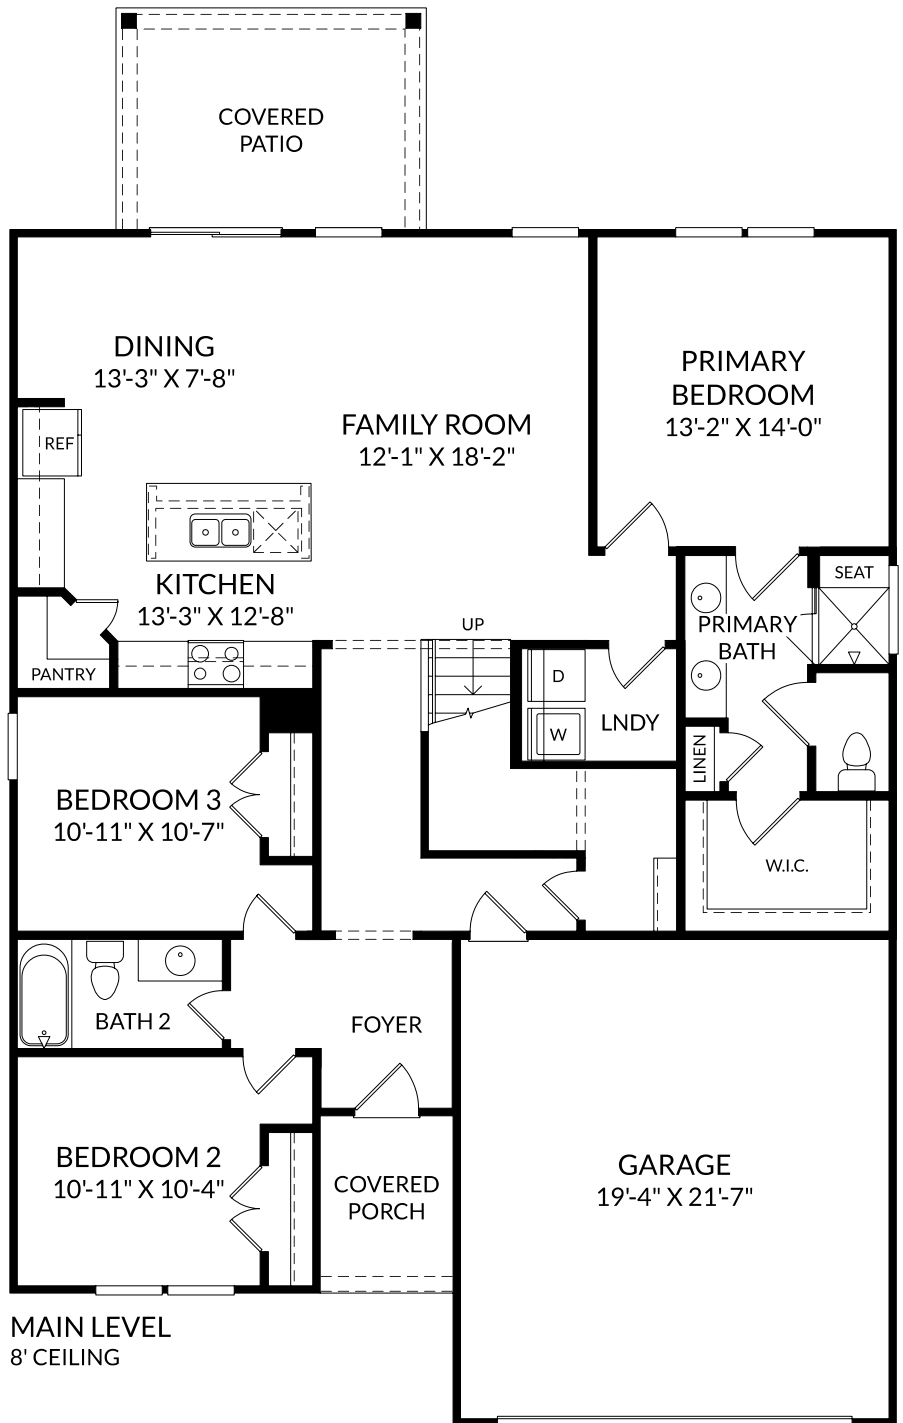 COVERED
PATIO
DINING
13'-3" X 7'-8"
PRIMARY
BEDROOM
13'-2" X 14'-0"
FAMILY ROOM
12'-1" X 18'-2"
REF
KITCHEN
13'-3" X 12'-8"
SEAT
UP
PRIMARY
BATH
PANTRY
D
W
LNDY
LINEN
BEDROOM 3
10'-11" X 10'-7"
W.I.C.
BATH 2
FOYER
BEDROOM 2
10'-11" X 10'-4"
COVERED
PORCH
GARAGE
19'-4" X 21'-7"
MAIN LEVEL
8' CEILING